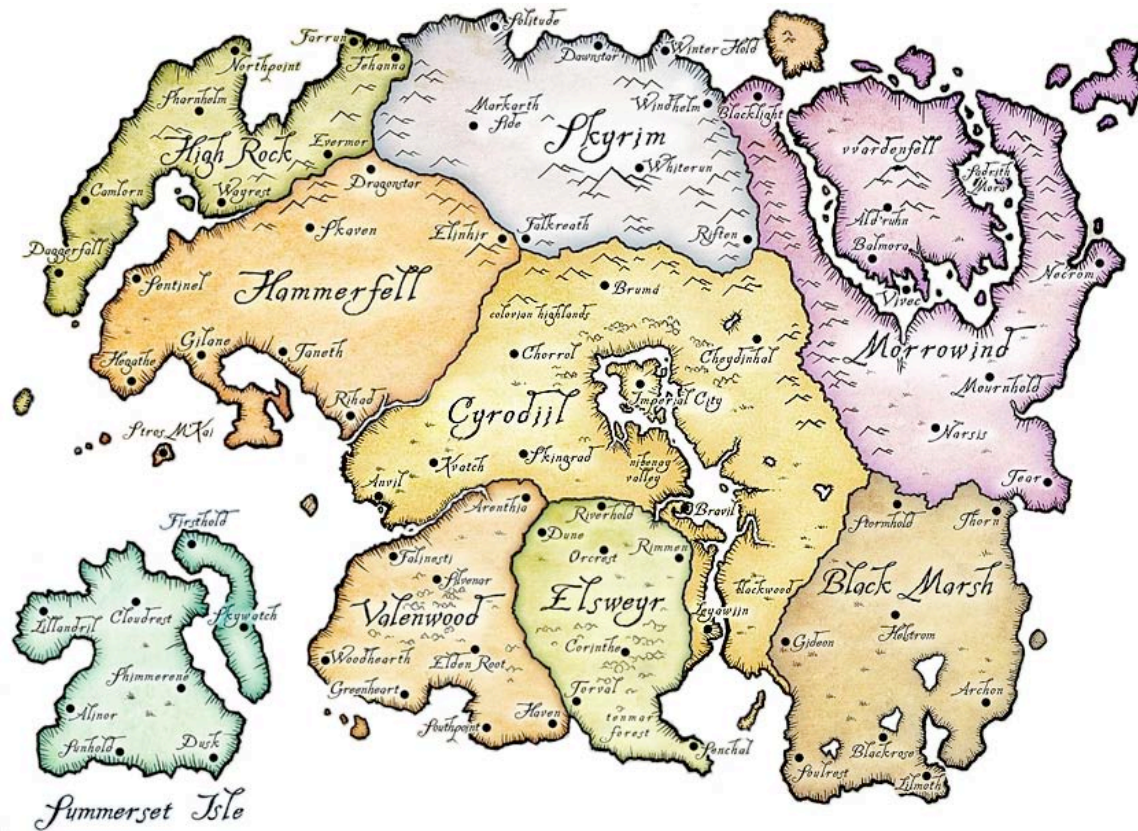 Solitude
Farrun
Dawnstar
Winter Hold
Northpoint
Jehanna
Pharnhelm
Markarth
Side
Windhelm
Blacklight
High Rock
Evermor
Skyrim
Vvardenfell
Whiterun
Dragonstar
Sadrith
Mora
Camlorn
Wayrest
Ald'ruhn
Skaven
Elinhir
Falkreath
Riften
Balmora
Daggerfall
Necrom
Sentinel
Hammerfell
Bruma
Vivec
colovian highlands
Gilane
Taneth
Chorrol
Cheydinhal
Morrowind
Hegathe
Mournhold
Rihad
Imperial City
Cyrodiil
Stros M'Kai
Narsis
Kvatch
Skingrad
nibenay
valley
Anvil
Tear
Arenthia
Riverhold
Bravil
Stormhold
Thorn
Firsthold
Dune
Falinesti
Orcrest
Rimmen
Silvenar
Black Marsh
Lillandril
Cloudrest
Skywatch
Valenwood
Elsweyr
blackwood
Leyawiin
Helstrom
Gideon
Woodhearth
Elden Root
Corinthe
Shimmerene
Greenheart
Torval
Archon
Alinor
Haven
Southpoint
tenmar
forest
Sunhold
Dusk
Senchal
Blackrose
Soulrest
Lilmoth
Summerset Isle